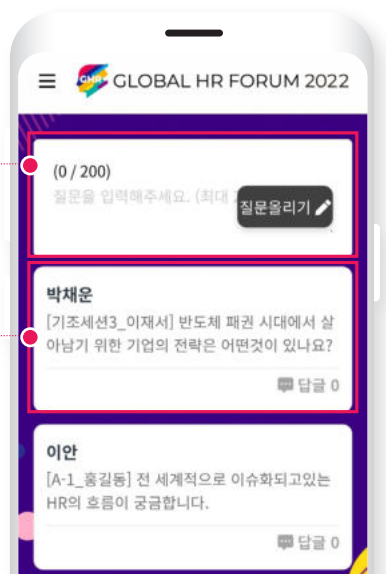 GHR
GLOBAL HR FORUM 2022
(0 / 200)
질문을 입력해주세요. (최대 2
질문올리기
박채운
[기조세션3_이재서] 반도체 패권 시대에서 살
아남기 위한 기업의 전략은 어떤것이 있나요?
답글 0
이안
[A-1_홍길동] 전 세계적으로 이슈화되고있는
HR의 흐름이 궁금합니다.
답글 0